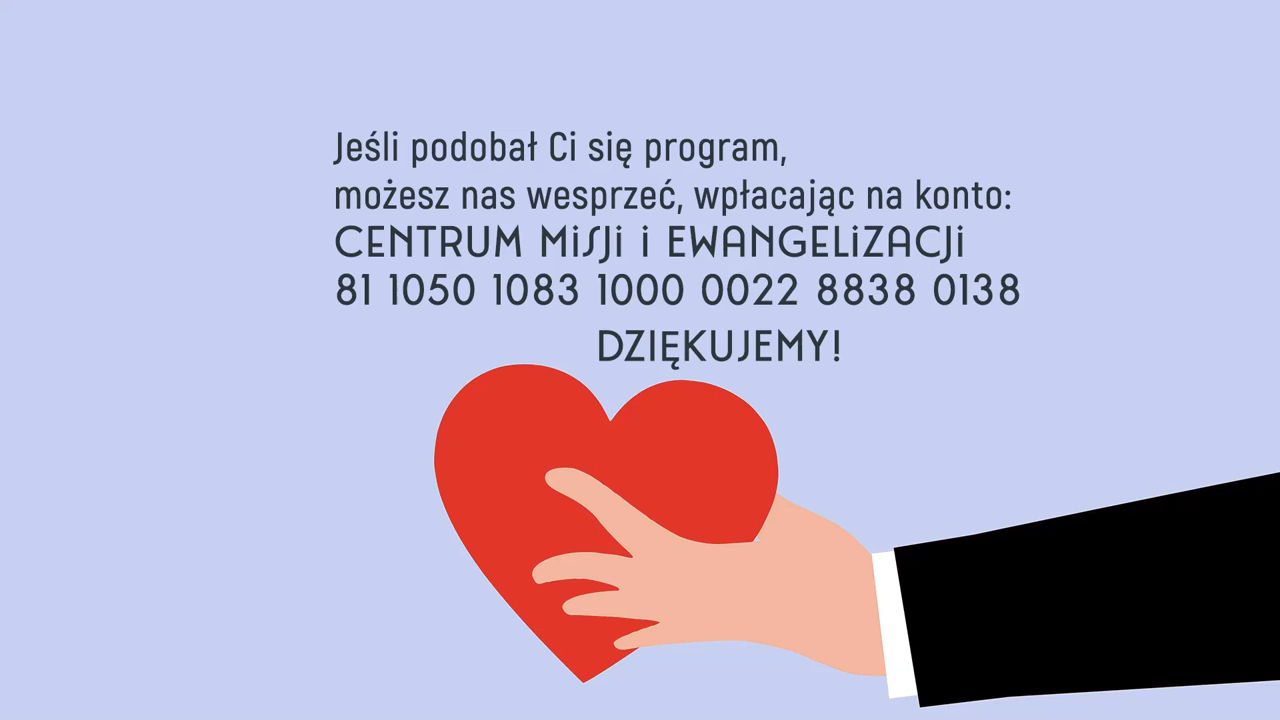 Jeśli podobał Ci się program,
możesz nas wesprzeć, wpłacając na konto:
CENTRUM MiSJi i EWANGELiZACJi
81 1050 1083 1000 0022 8838 0138
DZIĘKUJEMY!